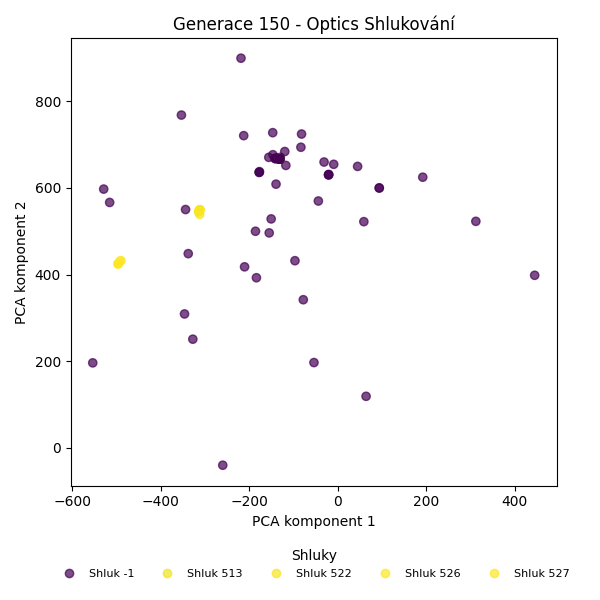 Generace 150 - Optics Shlukování
PCA komponent 2
800
600
400
200
0
−600
−400
−200
0
200
400
PCA komponent 1
Shluky
Shluk -1
Shluk 513
Shluk 522
Shluk 526
Shluk 527